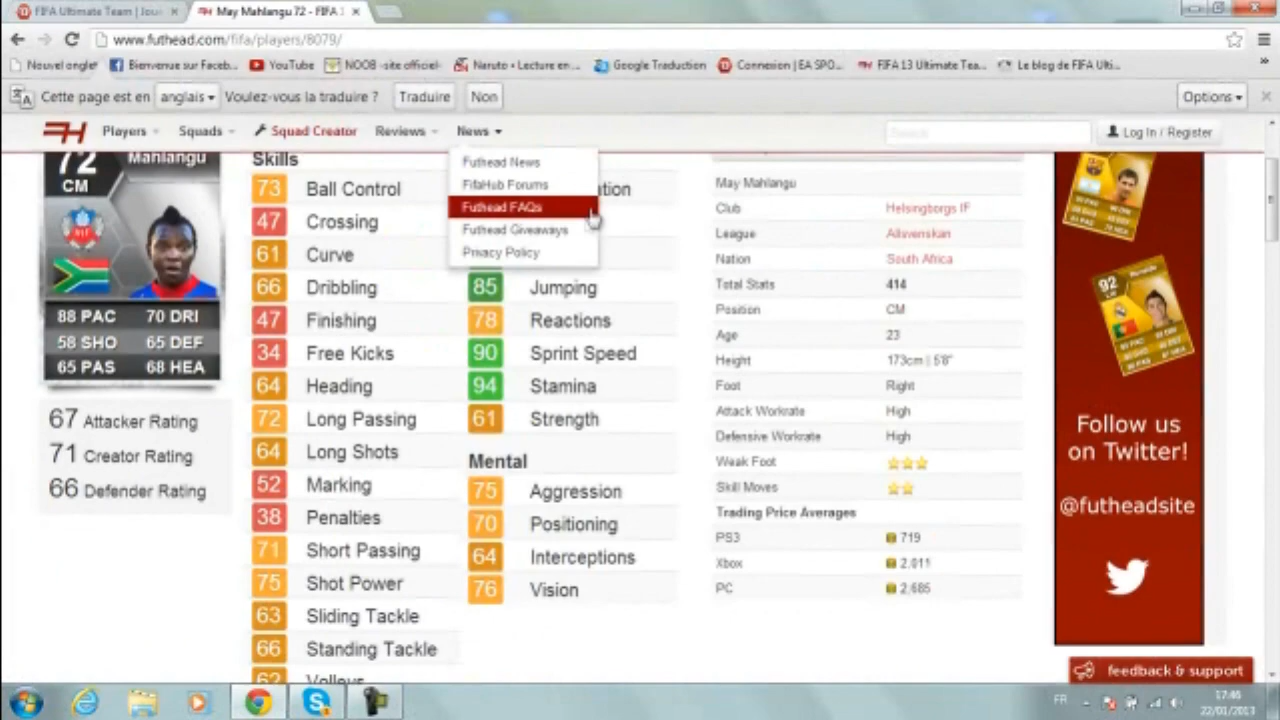 FIFA Ultimate Team | Jour
May Mahlangu 72 - FIFA 1
www.futhead.com/fifa/players/8079/
Nouvel onglet
Bienvenue sur Faceb...
YouTube
NOOB -site officiel-
Naruto • Lecture en ...
Google Traduction
Connexion | EA SPO...
FIFA 13 Ultimate Tea...
Le blog de FIFA Ulti...
Cette page est en anglais Voulez-vous la traduire ? Traduire Non Options
Players Squads Squad Creator Reviews News Search Log In / Register
Futhead News
FifaHub Forums
Futhead FAQs
Futhead Giveaways
Privacy Policy
72 Mahlangu
CM
88 PAC 70 DRI
58 SHO 65 DEF
65 PAS 68 HEA
67 Attacker Rating
71 Creator Rating
66 Defender Rating
Skills
73 Ball Control
47 Crossing
61 Curve
66 Dribbling
47 Finishing
34 Free Kicks
64 Heading
72 Long Passing
64 Long Shots
52 Marking
38 Penalties
71 Short Passing
75 Shot Power
63 Sliding Tackle
66 Standing Tackle
62 Volleys
85 Jumping
78 Reactions
90 Sprint Speed
94 Stamina
61 Strength
Mental
75 Aggression
70 Positioning
64 Interceptions
76 Vision
May Mahlangu
Club Helsingborgs IF
League Allsvenskan
Nation South Africa
Total Stats 414
Position CM
Age 23
Height 173cm | 5'8"
Foot Right
Attack Workrate High
Defensive Workrate High
Weak Foot
Skill Moves
Trading Price Averages
PS3 719
Xbox 2,011
PC 2,685
92
Follow us
on Twitter!
@futheadsite
feedback & support
FR
17:46
22/01/2013